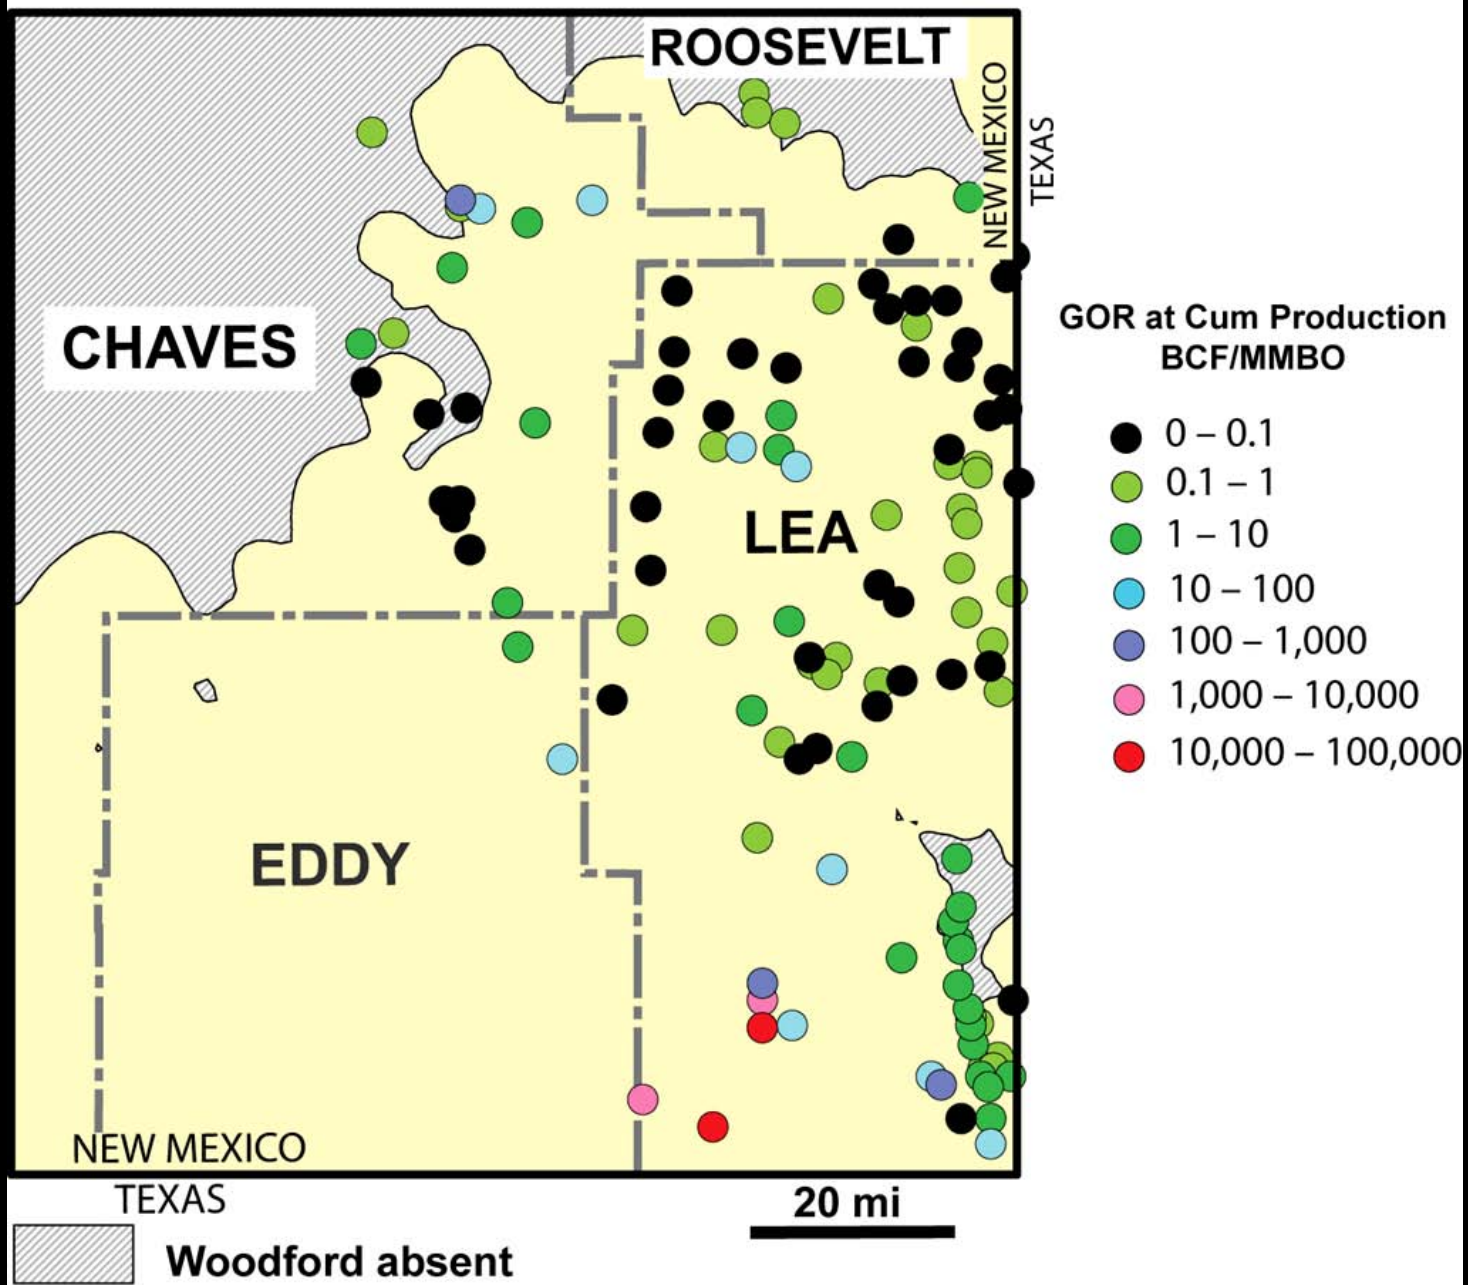 ROOSEVELT
NEW MEXICO
TEXAS
CHAVES
GOR at Cum Production
BCF/MMBO
0 – 0.1
0.1 – 1
1 – 10
10 – 100
100 – 1,000
1,000 – 10,000
10,000 – 100,000
LEA
EDDY
NEW MEXICO
TEXAS
20 mi
Woodford absent